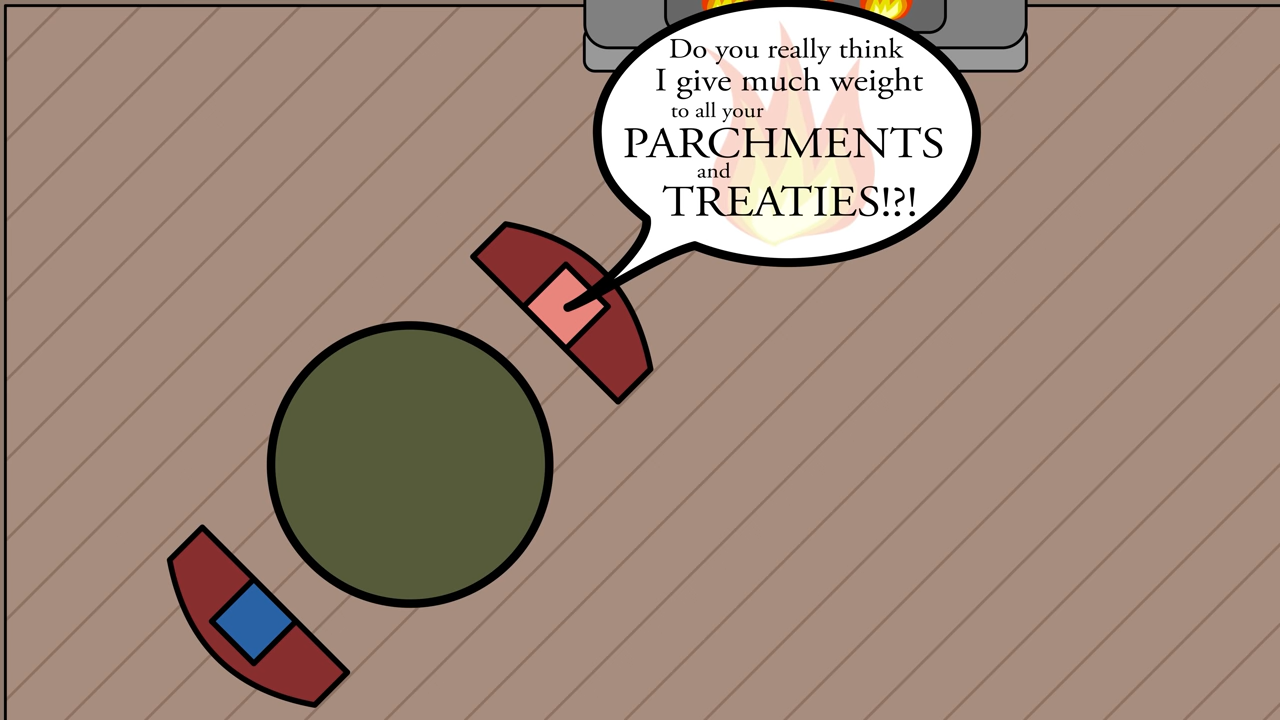 Do you really think
I give much weight
to all your
PARCHMENTS
and
TREATIES!?!